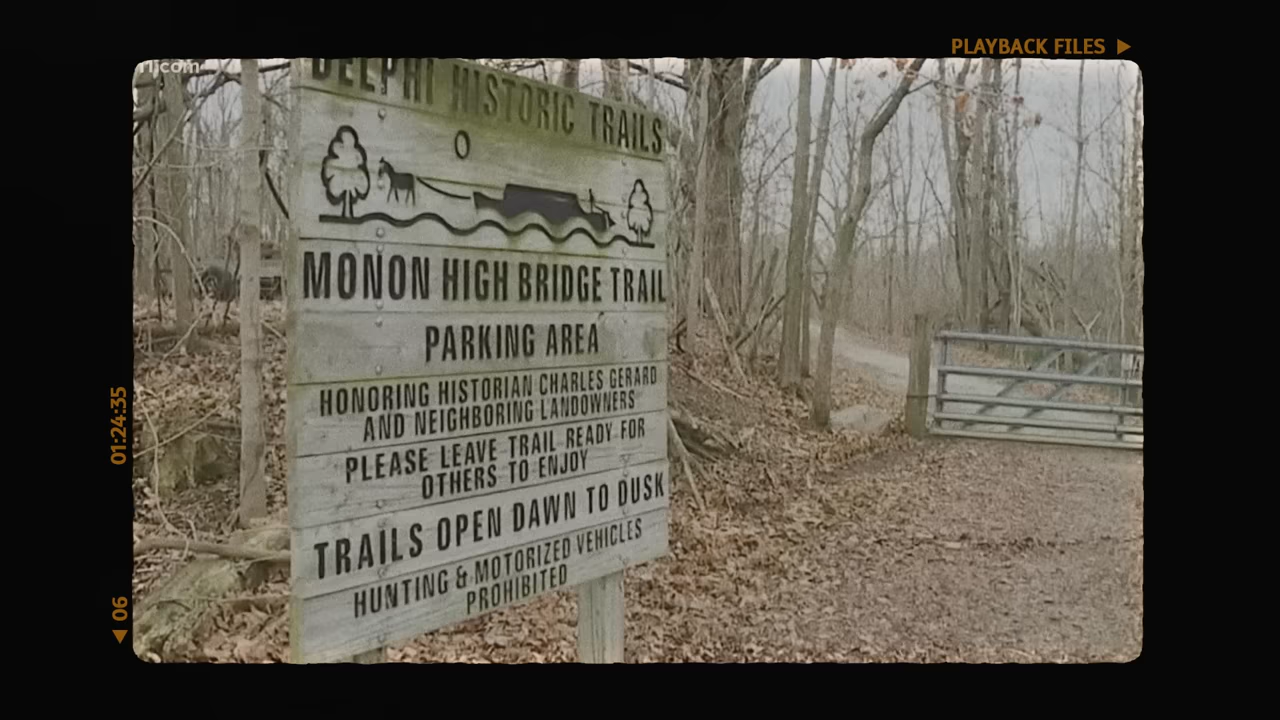 PLAYBACK FILES
DELPHI HISTORIC TRAILS
MONON HIGH BRIDGE TRAIL
PARKING AREA
HONORING HISTORIAN CHARLES GERARD
AND NEIGHBORING LANDOWNERS
PLEASE LEAVE TRAIL READY FOR
OTHERS TO ENJOY
TRAILS OPEN DAWN TO DUSK
HUNTING & MOTORIZED VEHICLES
PROHIBITED
01:24:35
06